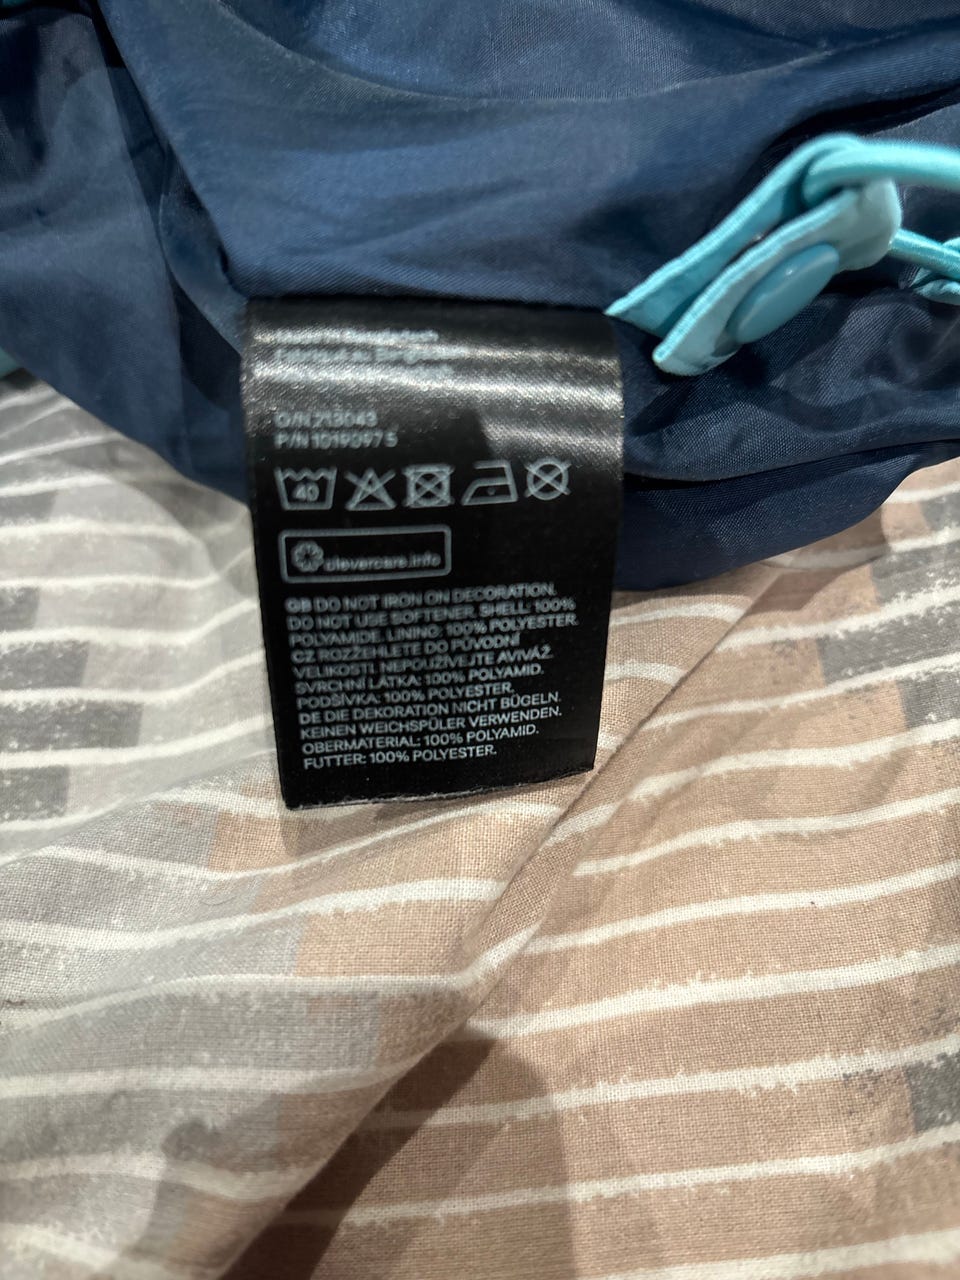 O/N 213043
P/N 10190975
40
clevercare.info
GB DO NOT IRON ON DECORATION.
DO NOT USE SOFTENER. SHELL: 100%
POLYAMIDE. LINING: 100% POLYESTER.
CZ ROZŽEHLETE DO PŮVODNÍ
VELIKOSTI. NEPOUŽÍVEJTE AVIVÁŽ.
SVRCHNÍ LÁTKA: 100% POLYAMID.
PODŠÍVKA: 100% POLYESTER.
DE DIE DEKORATION NICHT BÜGELN.
KEINEN WEICHSPÜLER VERWENDEN.
OBERMATERIAL: 100% POLYAMID.
FUTTER: 100% POLYESTER.